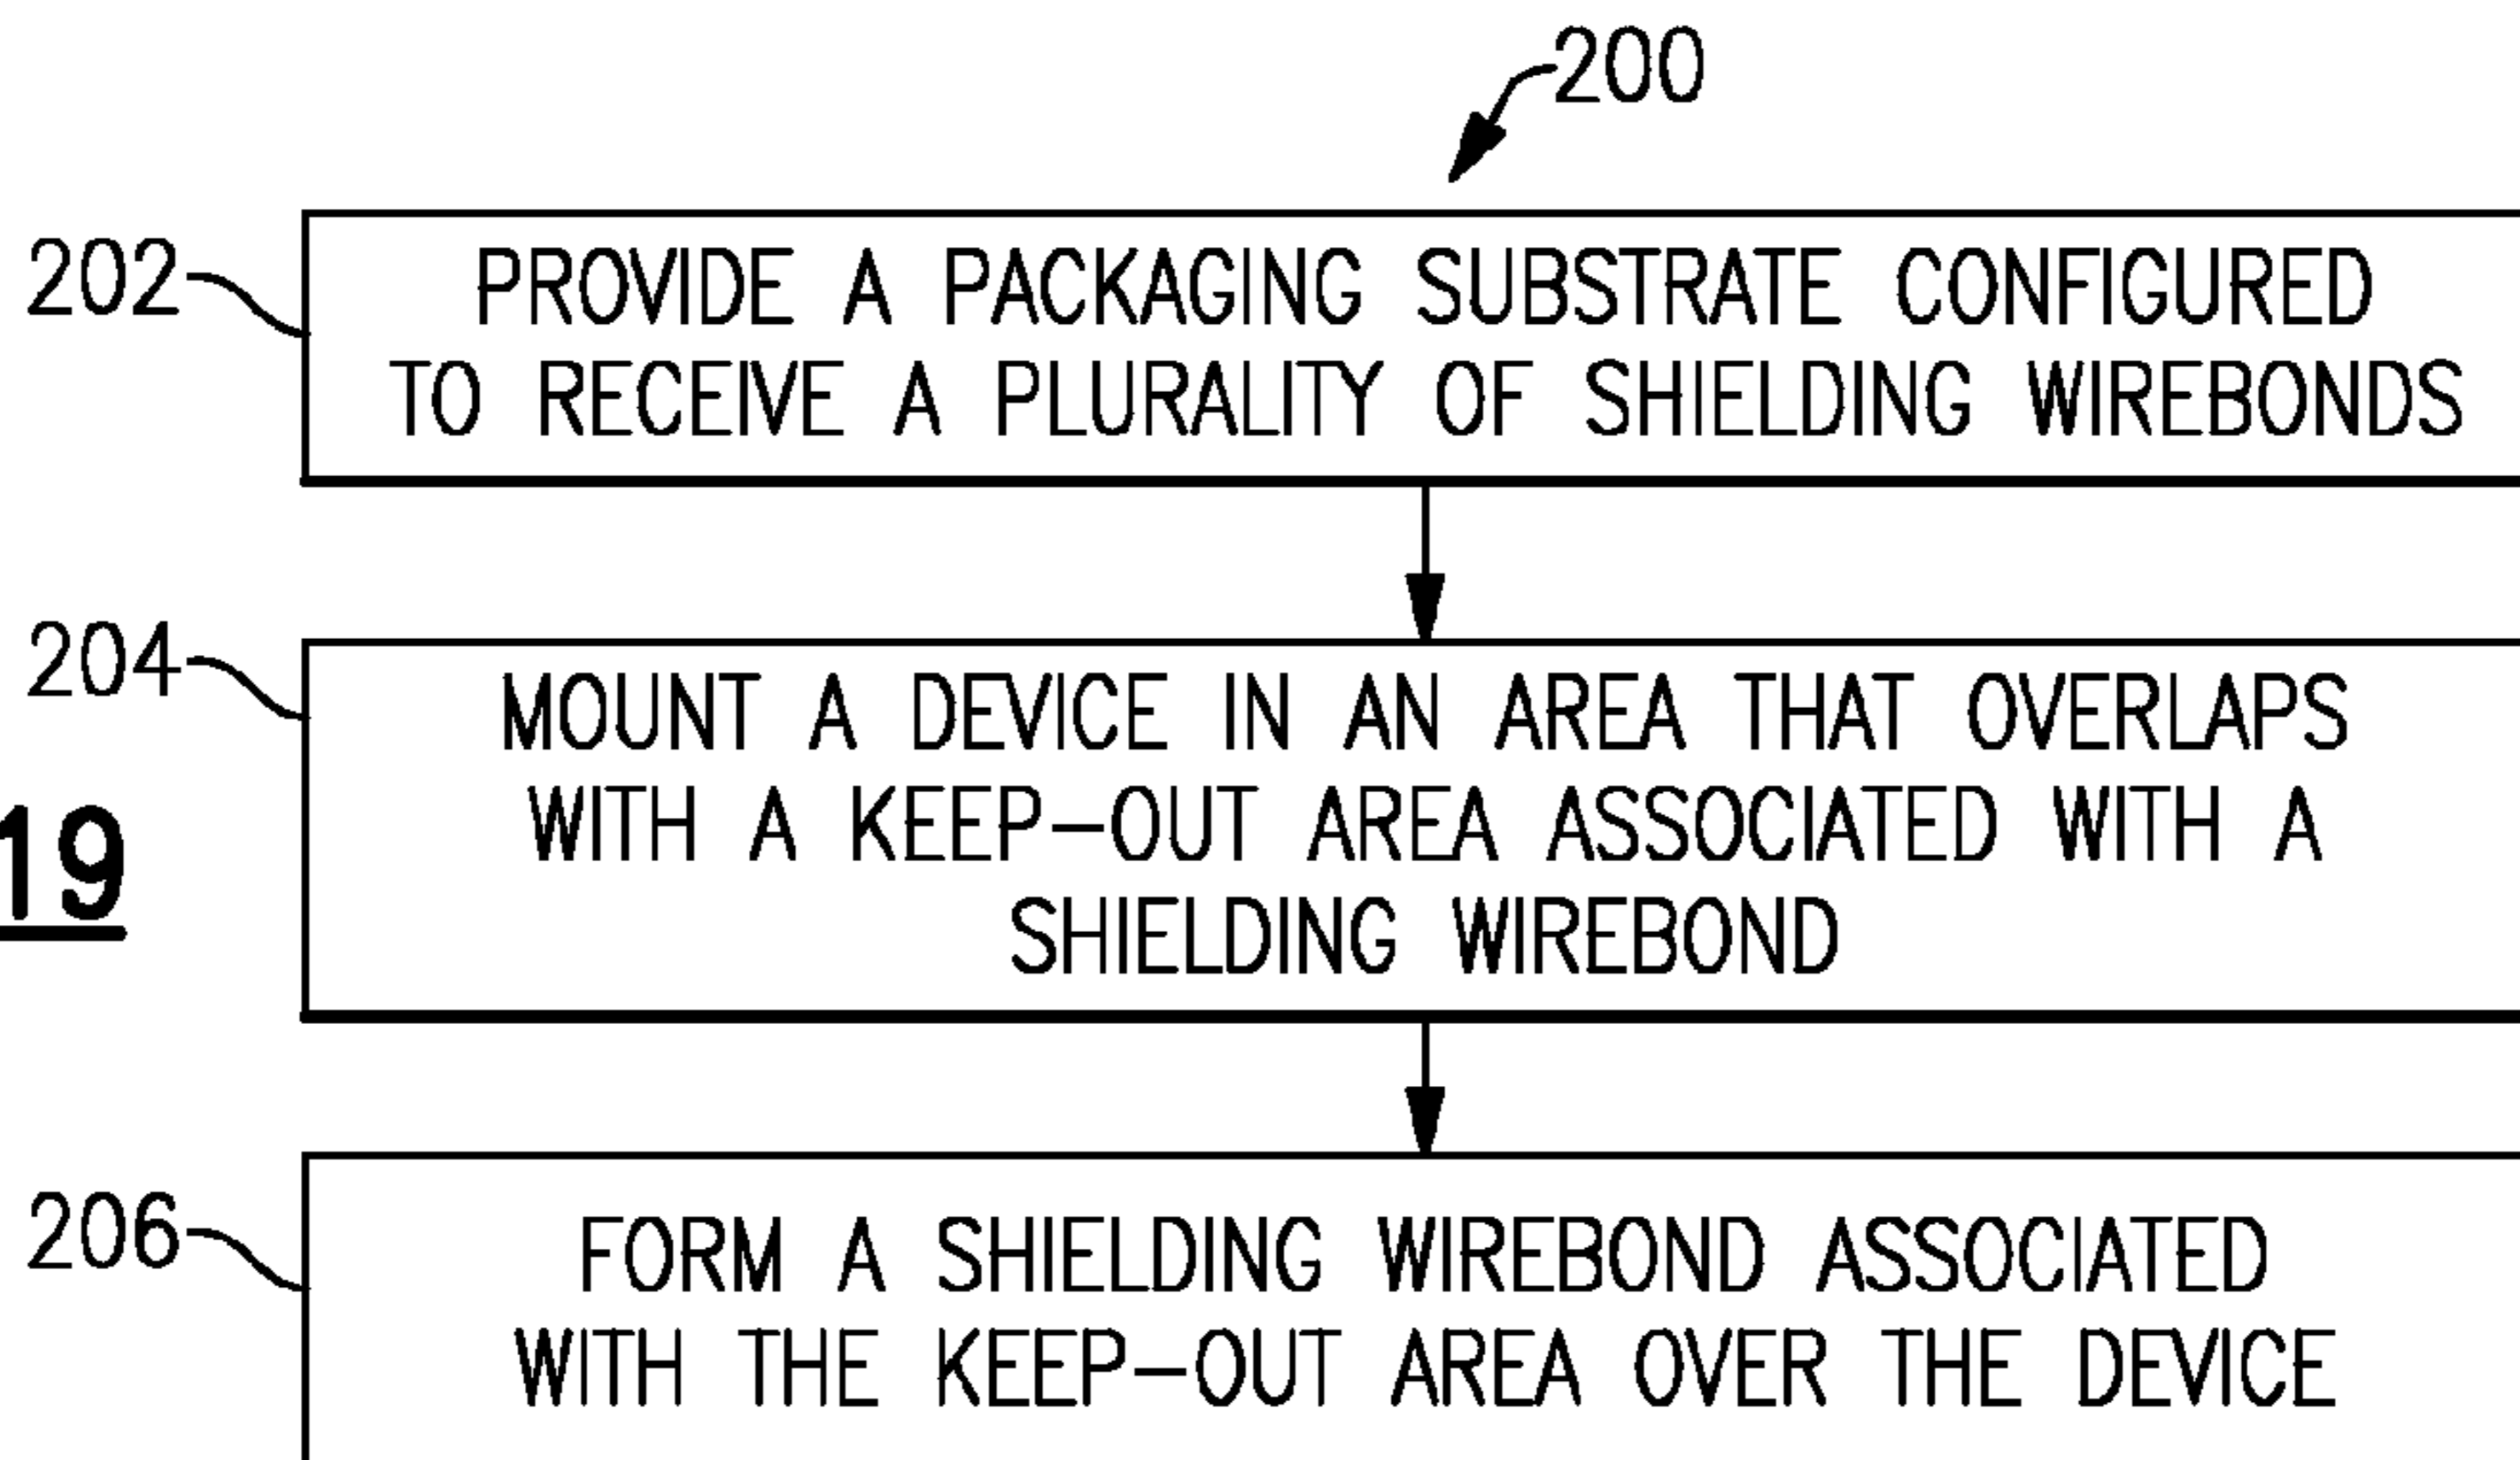 200
202
PROVIDE A PACKAGING SUBSTRATE CONFIGURED
TO RECEIVE A PLURALITY OF SHIELDING WIREBONDS
204
MOUNT A DEVICE IN AN AREA THAT OVERLAPS
WITH A KEEP-OUT AREA ASSOCIATED WITH A
SHIELDING WIREBOND
19
206
FORM A SHIELDING WIREBOND ASSOCIATED
WITH THE KEEP-OUT AREA OVER THE DEVICE